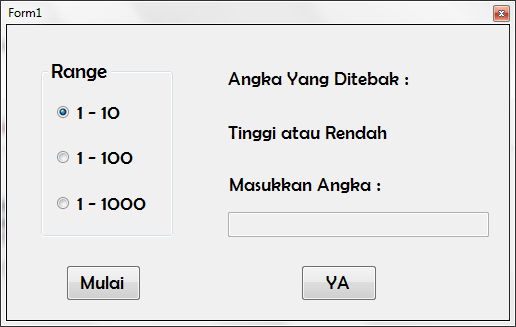 Form1
Range
1 - 10
1 - 100
1 - 1000
Mulai
Angka Yang Ditebak :
Tinggi atau Rendah
Masukkan Angka :
YA